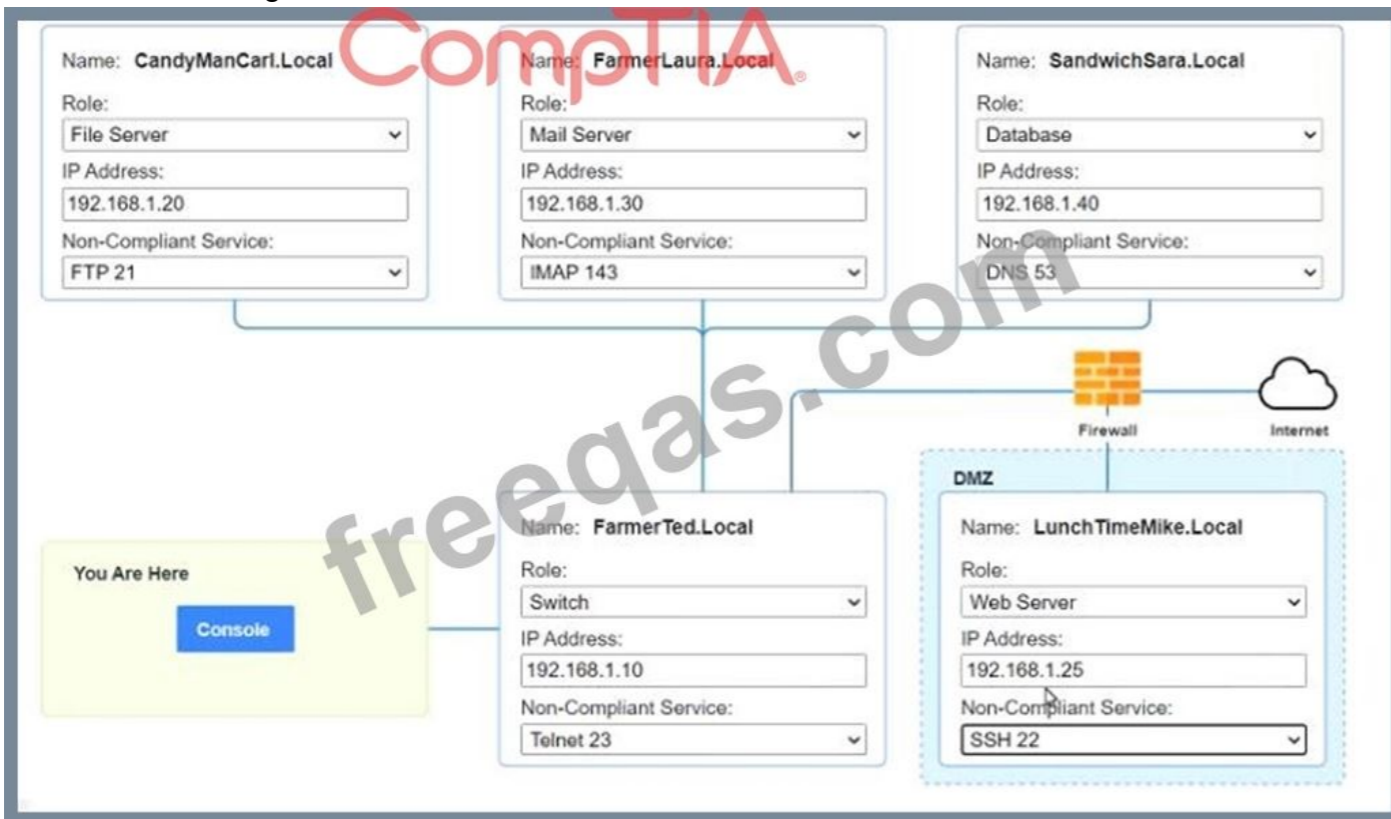 CompTIA®
Name: CandyManCarl.Local
Role:
File Server
IP Address:
192.168.1.20
Non-Compliant Service:
FTP 21
Name: FarmerLaura.Local
Role:
Mail Server
IP Address:
192.168.1.30
Non-Compliant Service:
IMAP 143
Name: SandwichSara.Local
Role:
Database
IP Address:
192.168.1.40
Non-Compliant Service:
DNS 53
freeqas.com
Firewall
Internet
You Are Here
Console
Name: FarmerTed.Local
Role:
Switch
IP Address:
192.168.1.10
Non-Compliant Service:
Telnet 23
DMZ
Name: LunchTimeMike.Local
Role:
Web Server
IP Address:
192.168.1.25
Non-Compliant Service:
SSH 22